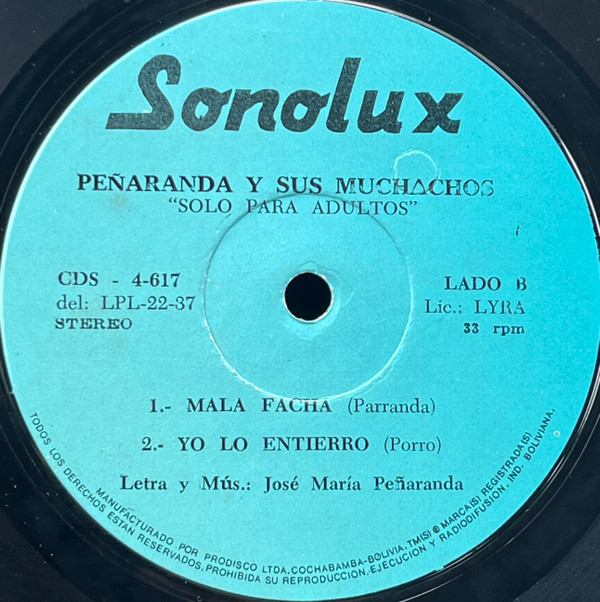 Sonolux
PEÑARANDA Y SUS MUCHACHOS
"SOLO PARA ADULTOS"
CDS - 4-617
del: LPL-22-37
STEREO
LADO B
Lic.: LYRA
33 rpm
1.- MALA FACHA (Parranda)
2.- YO LO ENTIERRO (Porro)
Letra y Mús.: José María Peñaranda
MANUFACTURADO POR PRODISCO LTDA. COCHABAMBA-BOLIVIA. TM(S) ® MARCA(S) REGISTRADA(S)
TODOS LOS DERECHOS ESTÁN RESERVADOS, PROHIBIDA SU REPRODUCCION, EJECUCION Y RADIODIFUSION, IND. BOLIVIANA.